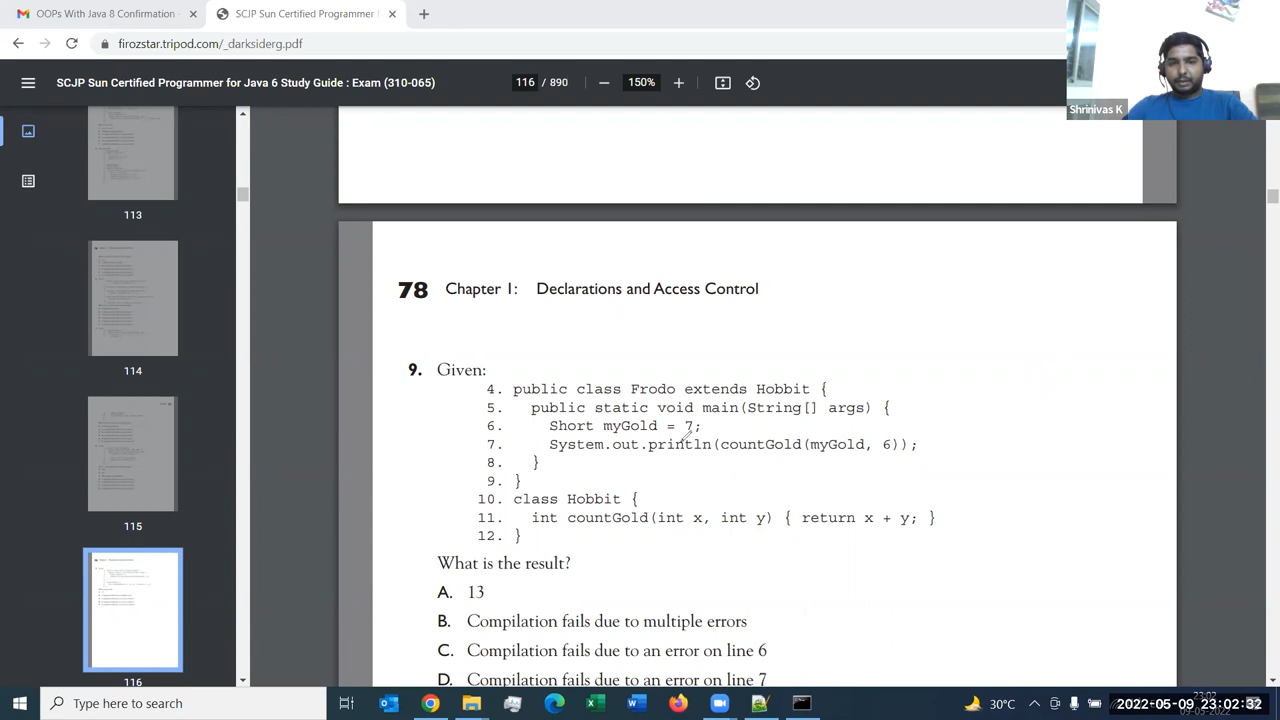 OOPs With Java 8 Confirmation
SCJP Sun Certified Programmer
firozstar.tripod.com/_darksiderg.pdf
SCJP Sun Certified Programmer for Java 6 Study Guide : Exam (310-065)
116 / 890
150%
Shrinivas K
113
114
115
116
78 Chapter 1: Declarations and Access Control
9. Given:
4. public class Frodo extends Hobbit {
5. public static void main(String[] args) {
6. Short myGold = 7;
7. System.out.println(countGold(myGold, 6));
8. }
9. }
10. class Hobbit {
11. int countGold(int x, int y) { return x + y; }
12. }
What is the result?
A. 13
B. Compilation fails due to multiple errors
C. Compilation fails due to an error on line 6
D. Compilation fails due to an error on line 7
Type here to search
30°C
23:02
2022-05-09 23:02:32